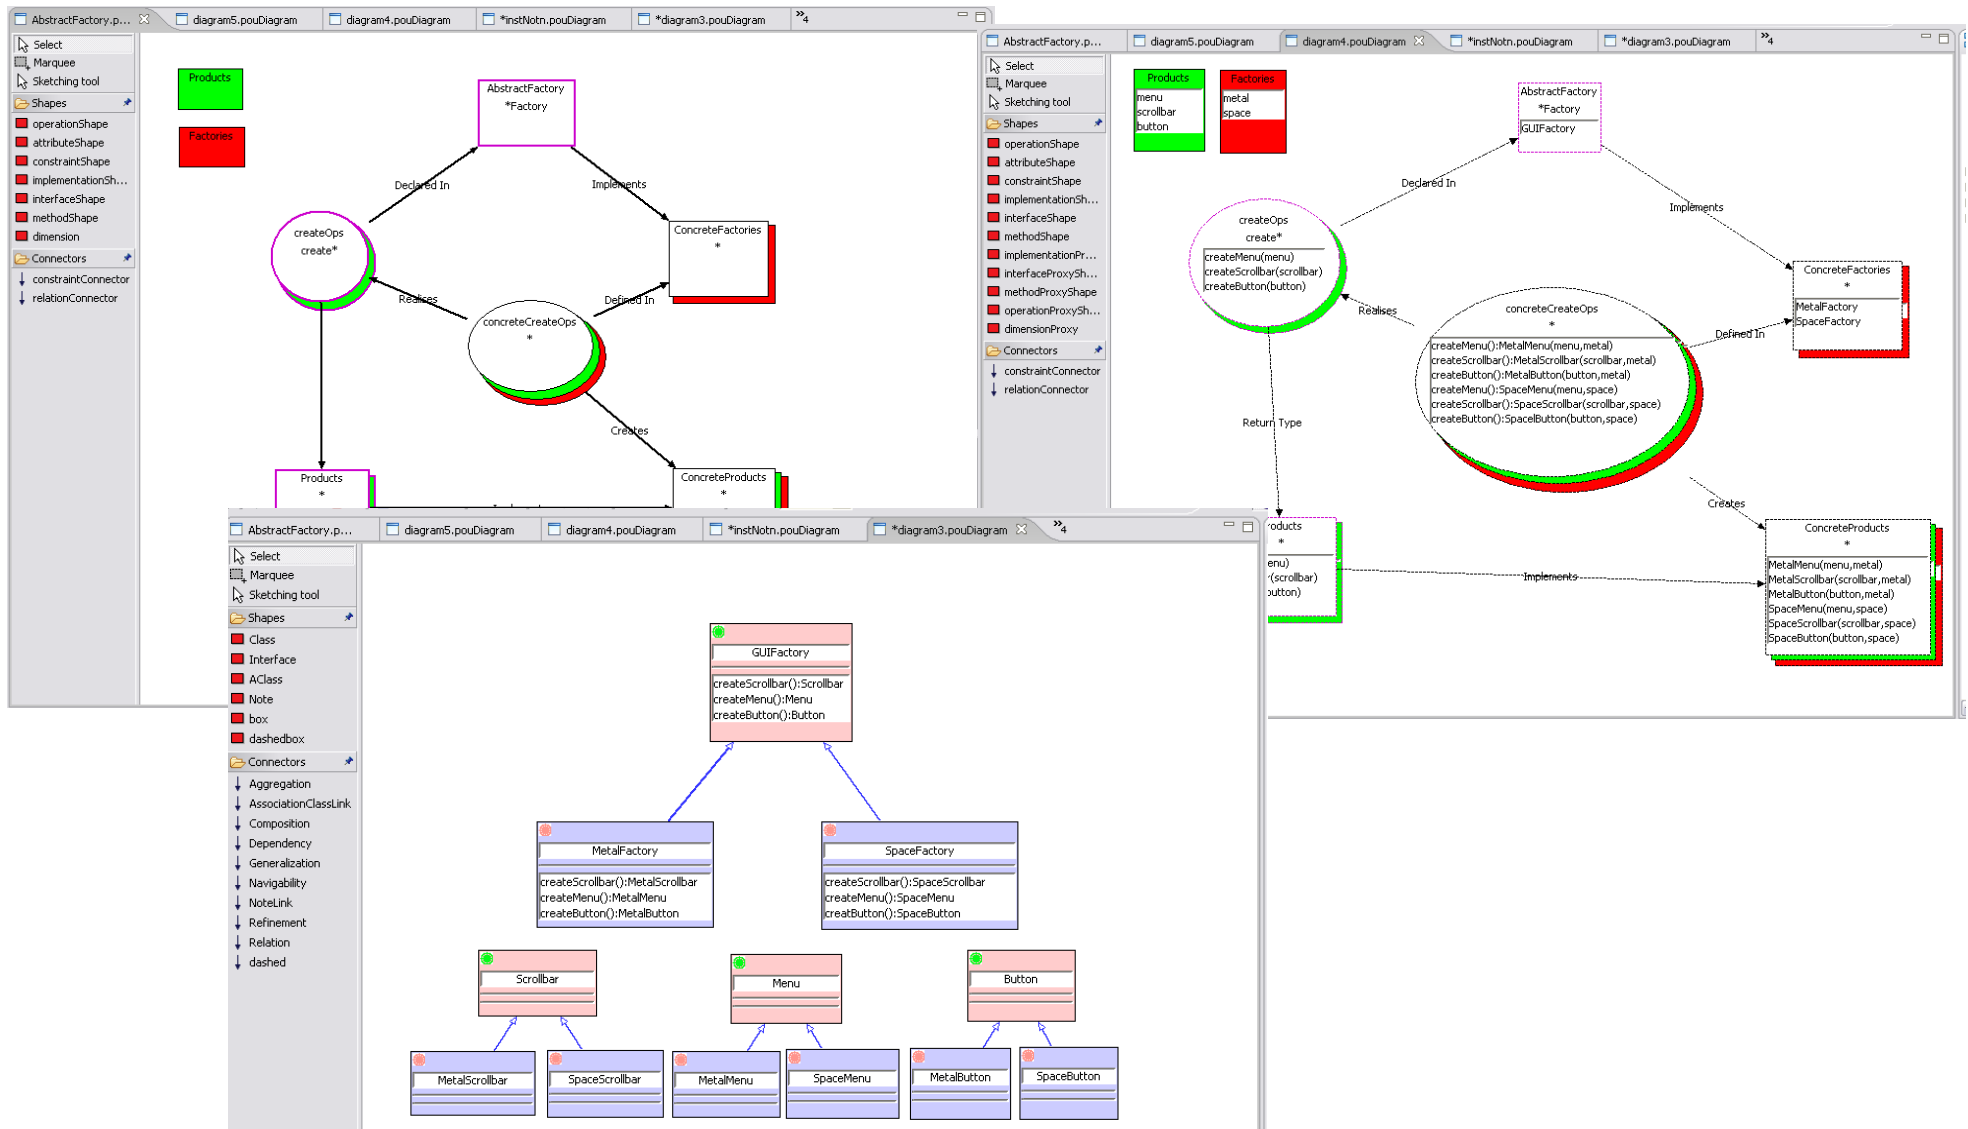 AbstractFactory.p...
diagram5.pouDiagram
diagram4.pouDiagram
*instNotn.pouDiagram
*diagram3.pouDiagram
»4
Select
Marquee
Sketching tool
Shapes
operationShape
attributeShape
constraintShape
implementationSh...
interfaceShape
methodShape
dimension
Connectors
constraintConnector
relationConnector
Products
Factories
AbstractFactory
*Factory
Declared In
Implements
createOps
create*
ConcreteFactories
*
Realises
Defined In
concreteCreateOps
*
Creates
Products
*
ConcreteProducts
*
AbstractFactory.p...
diagram5.pouDiagram
diagram4.pouDiagram
*instNotn.pouDiagram
*diagram3.pouDiagram
»4
Select
Marquee
Sketching tool
Shapes
operationShape
attributeShape
constraintShape
implementationSh...
interfaceShape
methodShape
implementationPr...
interfaceProxySh...
methodProxyShape
operationProxySh...
dimensionProxy
Connectors
constraintConnector
relationConnector
Products
menu
scrollbar
button
Factories
metal
space
AbstractFactory
*Factory
GUIFactory
Declared In
Implements
createOps
create*
createMenu(menu)
createScrollbar(scrollbar)
createButton(button)
ConcreteFactories
*
MetalFactory
SpaceFactory
Realises
Defined In
concreteCreateOps
*
createMenu():MetalMenu(menu,metal)
createScrollbar():MetalScrollbar(scrollbar,metal)
createButton():MetalButton(button,metal)
createMenu():SpaceMenu(menu,space)
createScrollbar():SpaceScrollbar(scrollbar,space)
createButton():SpacelButton(button,space)
Return Type
Creates
oducts
*
enu)
r(scrollbar)
outton)
Implements
ConcreteProducts
*
MetalMenu(menu,metal)
MetalScrollbar(scrollbar,metal)
MetalButton(button,metal)
SpaceMenu(menu,space)
SpaceScrollbar(scrollbar,space)
SpaceButton(button,space)
AbstractFactory.p...
diagram5.pouDiagram
diagram4.pouDiagram
*instNotn.pouDiagram
*diagram3.pouDiagram
»4
Select
Marquee
Sketching tool
Shapes
Class
Interface
AClass
Note
box
dashedbox
Connectors
Aggregation
AssociationClassLink
Composition
Dependency
Generalization
Navigability
NoteLink
Refinement
Relation
dashed
GUIFactory
createScrollbar():Scrollbar
createMenu():Menu
createButton():Button
MetalFactory
createScrollbar():MetalScrollbar
createMenu():MetalMenu
createButton():MetalButton
SpaceFactory
createScrollbar():SpaceScrollbar
createMenu():SpaceMenu
creatButton():SpaceButton
Scrollbar
Menu
Button
MetalScrollbar
SpaceScrollbar
MetalMenu
SpaceMenu
MetalButton
SpaceButton